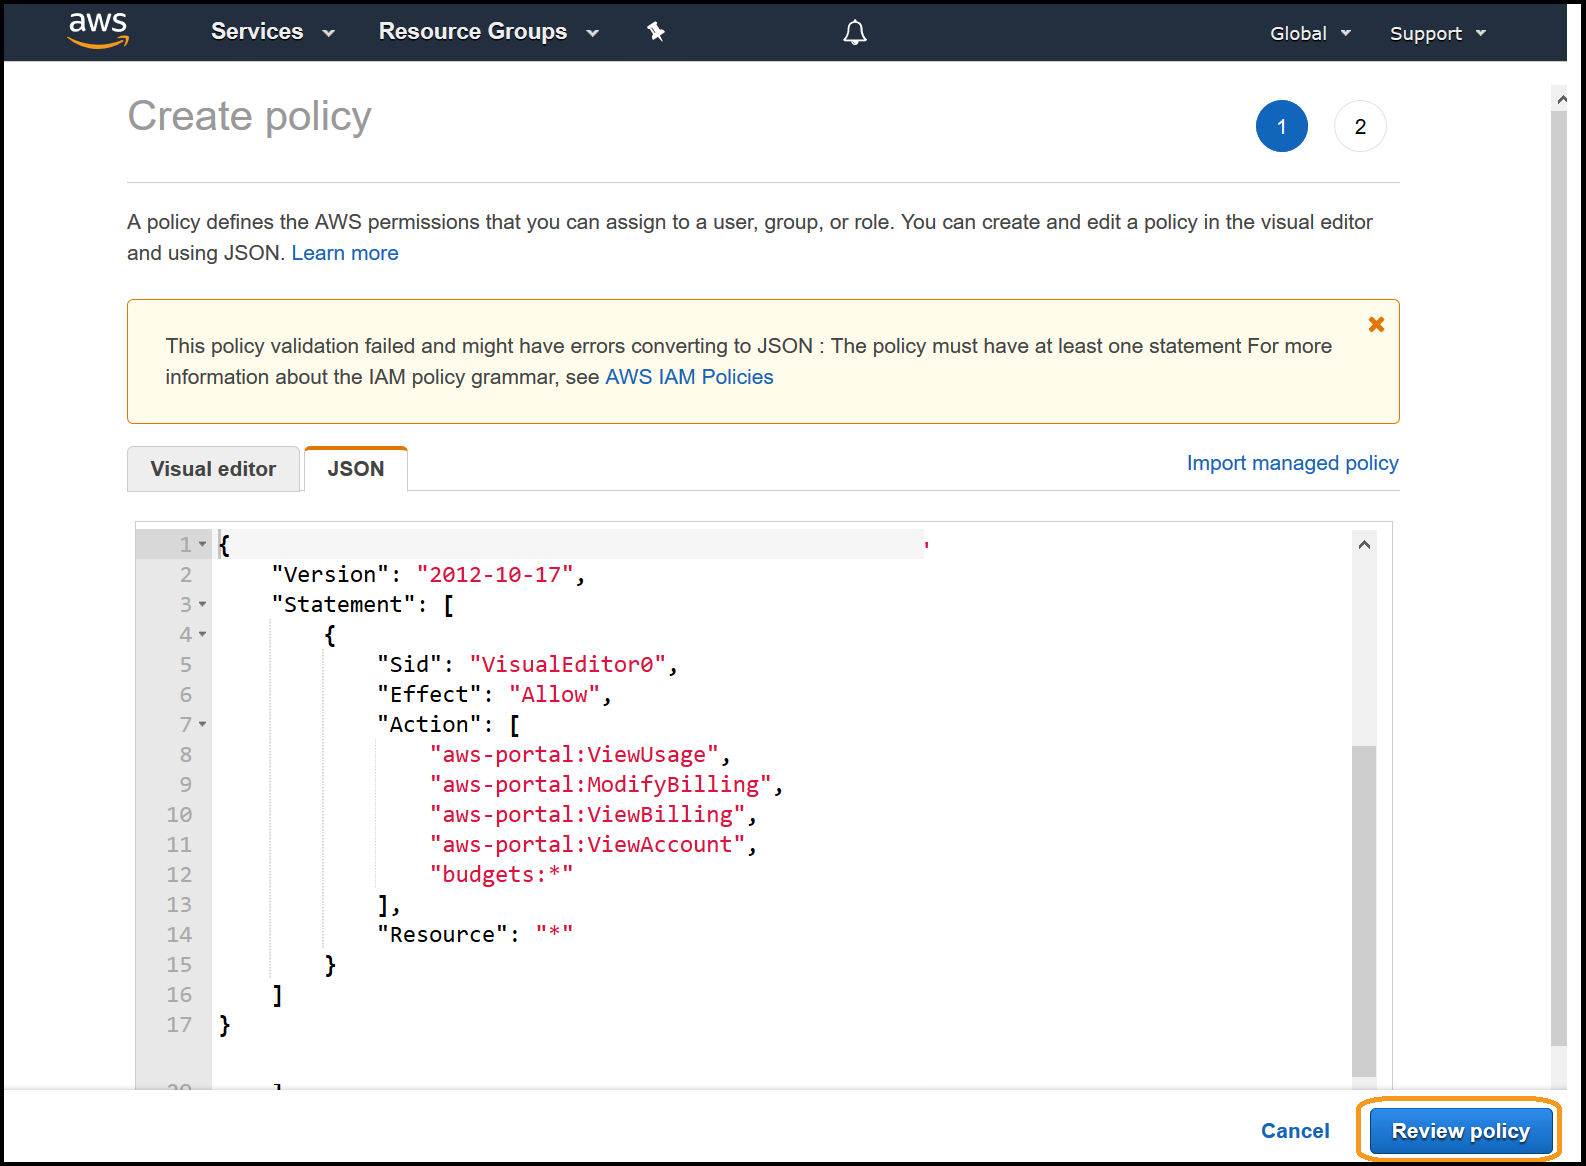 aws Services Resource Groups Global Support
Create policy
1 2
A policy defines the AWS permissions that you can assign to a user, group, or role. You can create and edit a policy in the visual editor
and using JSON. Learn more
This policy validation failed and might have errors converting to JSON : The policy must have at least one statement For more
information about the IAM policy grammar, see AWS IAM Policies
Visual editor JSON Import managed policy
1 {
2 "Version": "2012-10-17",
3 "Statement": [
4 {
5 "Sid": "VisualEditor0",
6 "Effect": "Allow",
7 "Action": [
8 "aws-portal:ViewUsage",
9 "aws-portal:ModifyBilling",
10 "aws-portal:ViewBilling",
11 "aws-portal:ViewAccount",
12 "budgets:*"
13 ],
14 "Resource": "*"
15 }
16 ]
17 }
Cancel Review policy